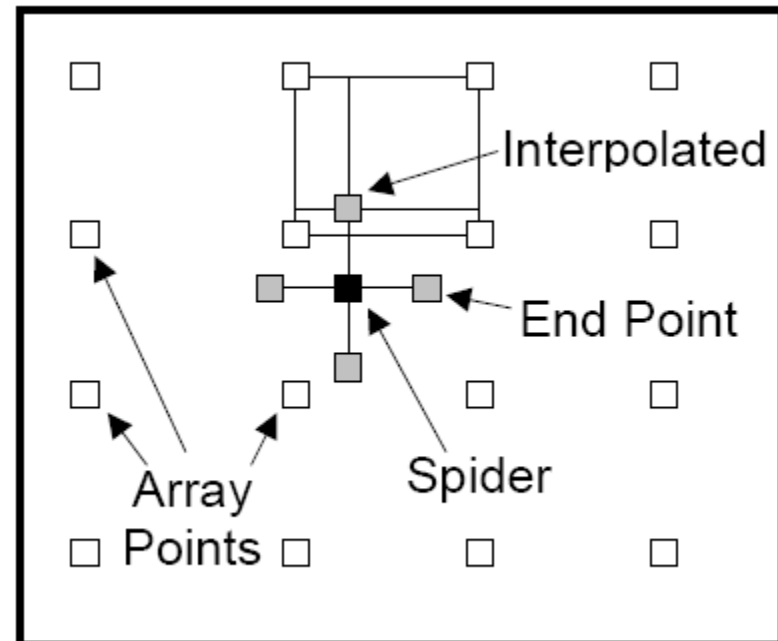 Interpolated
End Point
Spider
Array
Points